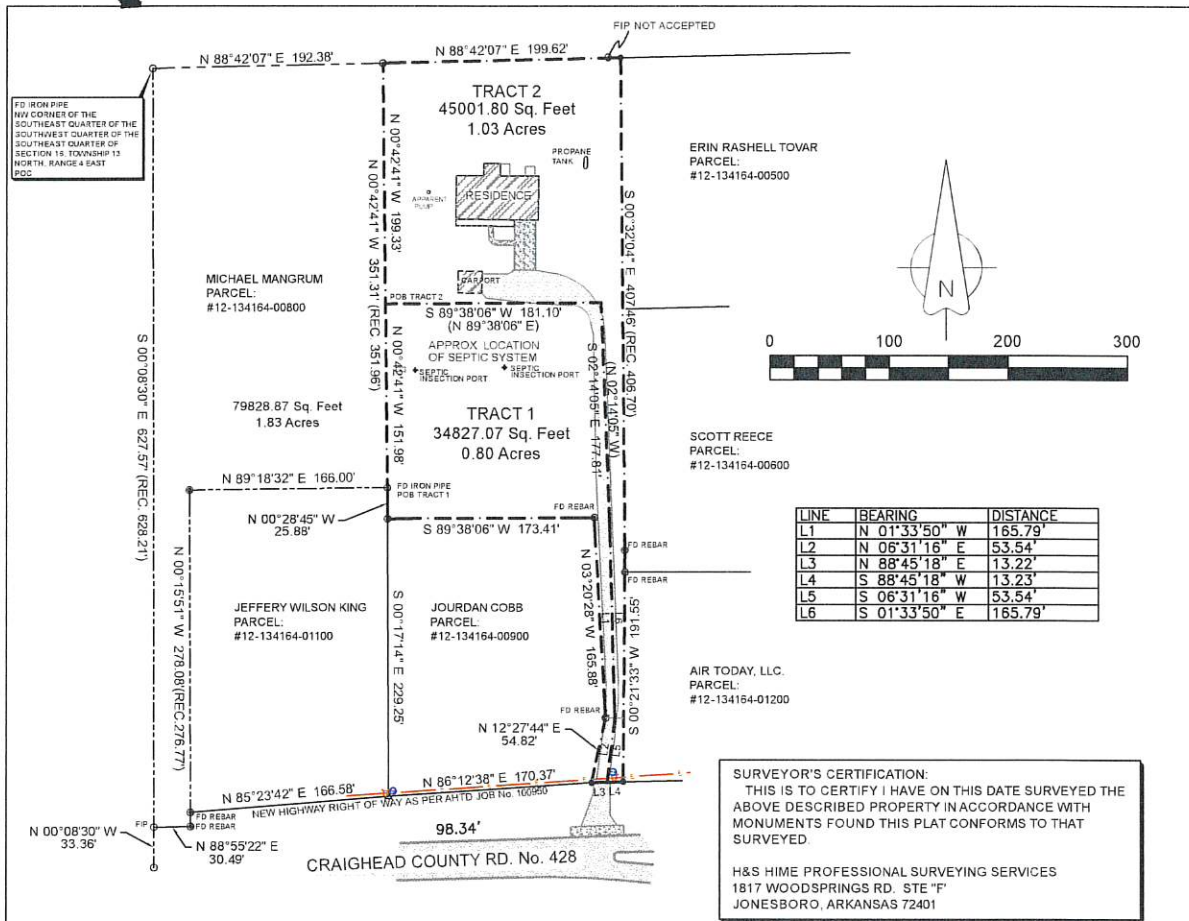 FIP NOT ACCEPTED
N 88°42'07" E 192.38'
N 88°42'07" E 199.62'
FD IRON PIPE
NW CORNER OF THE
SOUTHEAST QUARTER OF THE
SOUTHWEST QUARTER OF THE
SOUTHEAST QUARTER OF
SECTION 16, TOWNSHIP 13
NORTH, RANGE 4 EAST
POC
TRACT 2
45001.80 Sq. Feet
1.03 Acres
PROPANE
TANK
ERIN RASHELL TOVAR
PARCEL:
#12-134164-00500
N 00°42'41" W 199.33'
N 00°42'41" W 351.31' (REC. 351.96')
APPARENT
PUMP
RESIDENCE
S 00°32'04" E 407.46' (REC. 406.70')
N
MICHAEL MANGRUM
PARCEL:
#12-134164-00800
CARPORT
POB TRACT 2
S 89°38'06" W 181.10'
(N 89°38'06" E)
0 100 200 300
APPROX LOCATION
OF SEPTIC SYSTEM
SEPTIC
INSECTION PORT
SEPTIC
INSECTION PORT
S 02°14'05" E 177.81'
(N 02°14'05" W)
N 00°42'41" W 151.98'
S 00°08'00" E 627.57' (REC. 628.21')
79828.87 Sq. Feet
1.83 Acres
TRACT 1
34827.07 Sq. Feet
0.80 Acres
SCOTT REECE
PARCEL:
#12-134164-00600
N 89°18'32" E 166.00'
FD IRON PIPE
POB TRACT 1
N 00°28'45" W
25.88'
FD REBAR
S 89°38'06" W 173.41'
LINE BEARING DISTANCE
L1 N 01°33'50" W 165.79'
L2 N 06°31'16" E 53.54'
L3 N 88°45'18" E 13.22'
L4 S 88°45'18" W 13.23'
L5 S 06°31'16" W 53.54'
L6 S 01°33'50" E 165.79'
FD REBAR
FD REBAR
N 00°15'51" W 278.08'(REC.276.77')
JEFFERY WILSON KING
PARCEL:
#12-134164-01100
S 00°17'14" E 229.25'
JOURDAN COBB
PARCEL:
#12-134164-00900
N 03°20'28" W 165.88'
S 00°21'33" W 191.55'
AIR TODAY, LLC.
PARCEL:
#12-134164-01200
FD REBAR
N 12°27'44" E
54.82'
L2
L5
L3 L4
N 85°23'42" E 166.58'
N 86°12'38" E 170.37'
NEW HIGHWAY RIGHT OF WAY AS PER AHTD JOB No. 100950
FD REBAR
FD REBAR
FIP
N 00°08'30" W
33.36'
N 88°55'22" E
30.49'
98.34'
CRAIGHEAD COUNTY RD. No. 428
SURVEYOR'S CERTIFICATION:
THIS IS TO CERTIFY I HAVE ON THIS DATE SURVEYED THE
ABOVE DESCRIBED PROPERTY IN ACCORDANCE WITH
MONUMENTS FOUND THIS PLAT CONFORMS TO THAT
SURVEYED.
H&S HIME PROFESSIONAL SURVEYING SERVICES
1817 WOODSPRINGS RD. STE "F'
JONESBORO, ARKANSAS 72401